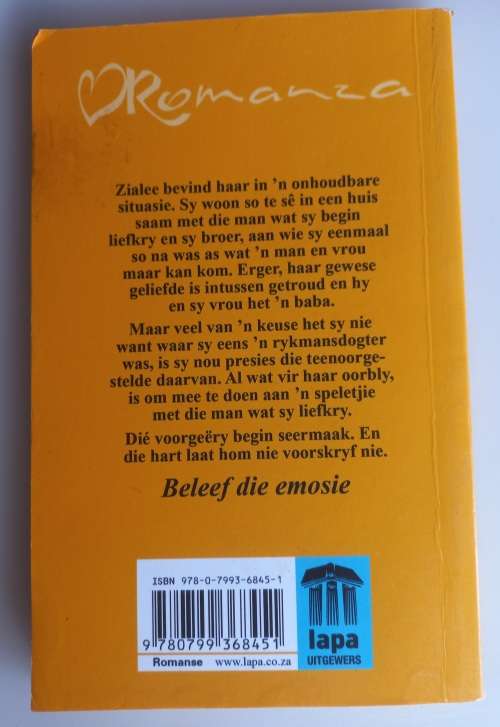 Romanza
Zialee bevind haar in ’n onhoudbare
situasie. Sy woon so te sê in een huis
saam met die man wat sy begin
liefkry en sy broer, aan wie sy eenmaal
so na was as wat ’n man en vrou
maar kan kom. Erger, haar gewese
geliefde is intussen getroud en hy
en sy vrou het ’n baba.
Maar veel van ’n keuse het sy nie
want waar sy eens ’n rykmansdogter
was, is sy nou presies die teenoorge-
stelde daarvan. Al wat vir haar oorbly,
is om mee te doen aan ’n speletjie
met die man wat sy liefkry.
Dié voorgeëry begin seermaak. En
die hart laat hom nie voorskryf nie.
Beleef die emosie
ISBN 978-0-7993-6845-1
9 780799 368451
Romanse www.lapa.co.za
lapa
UITGEWERS